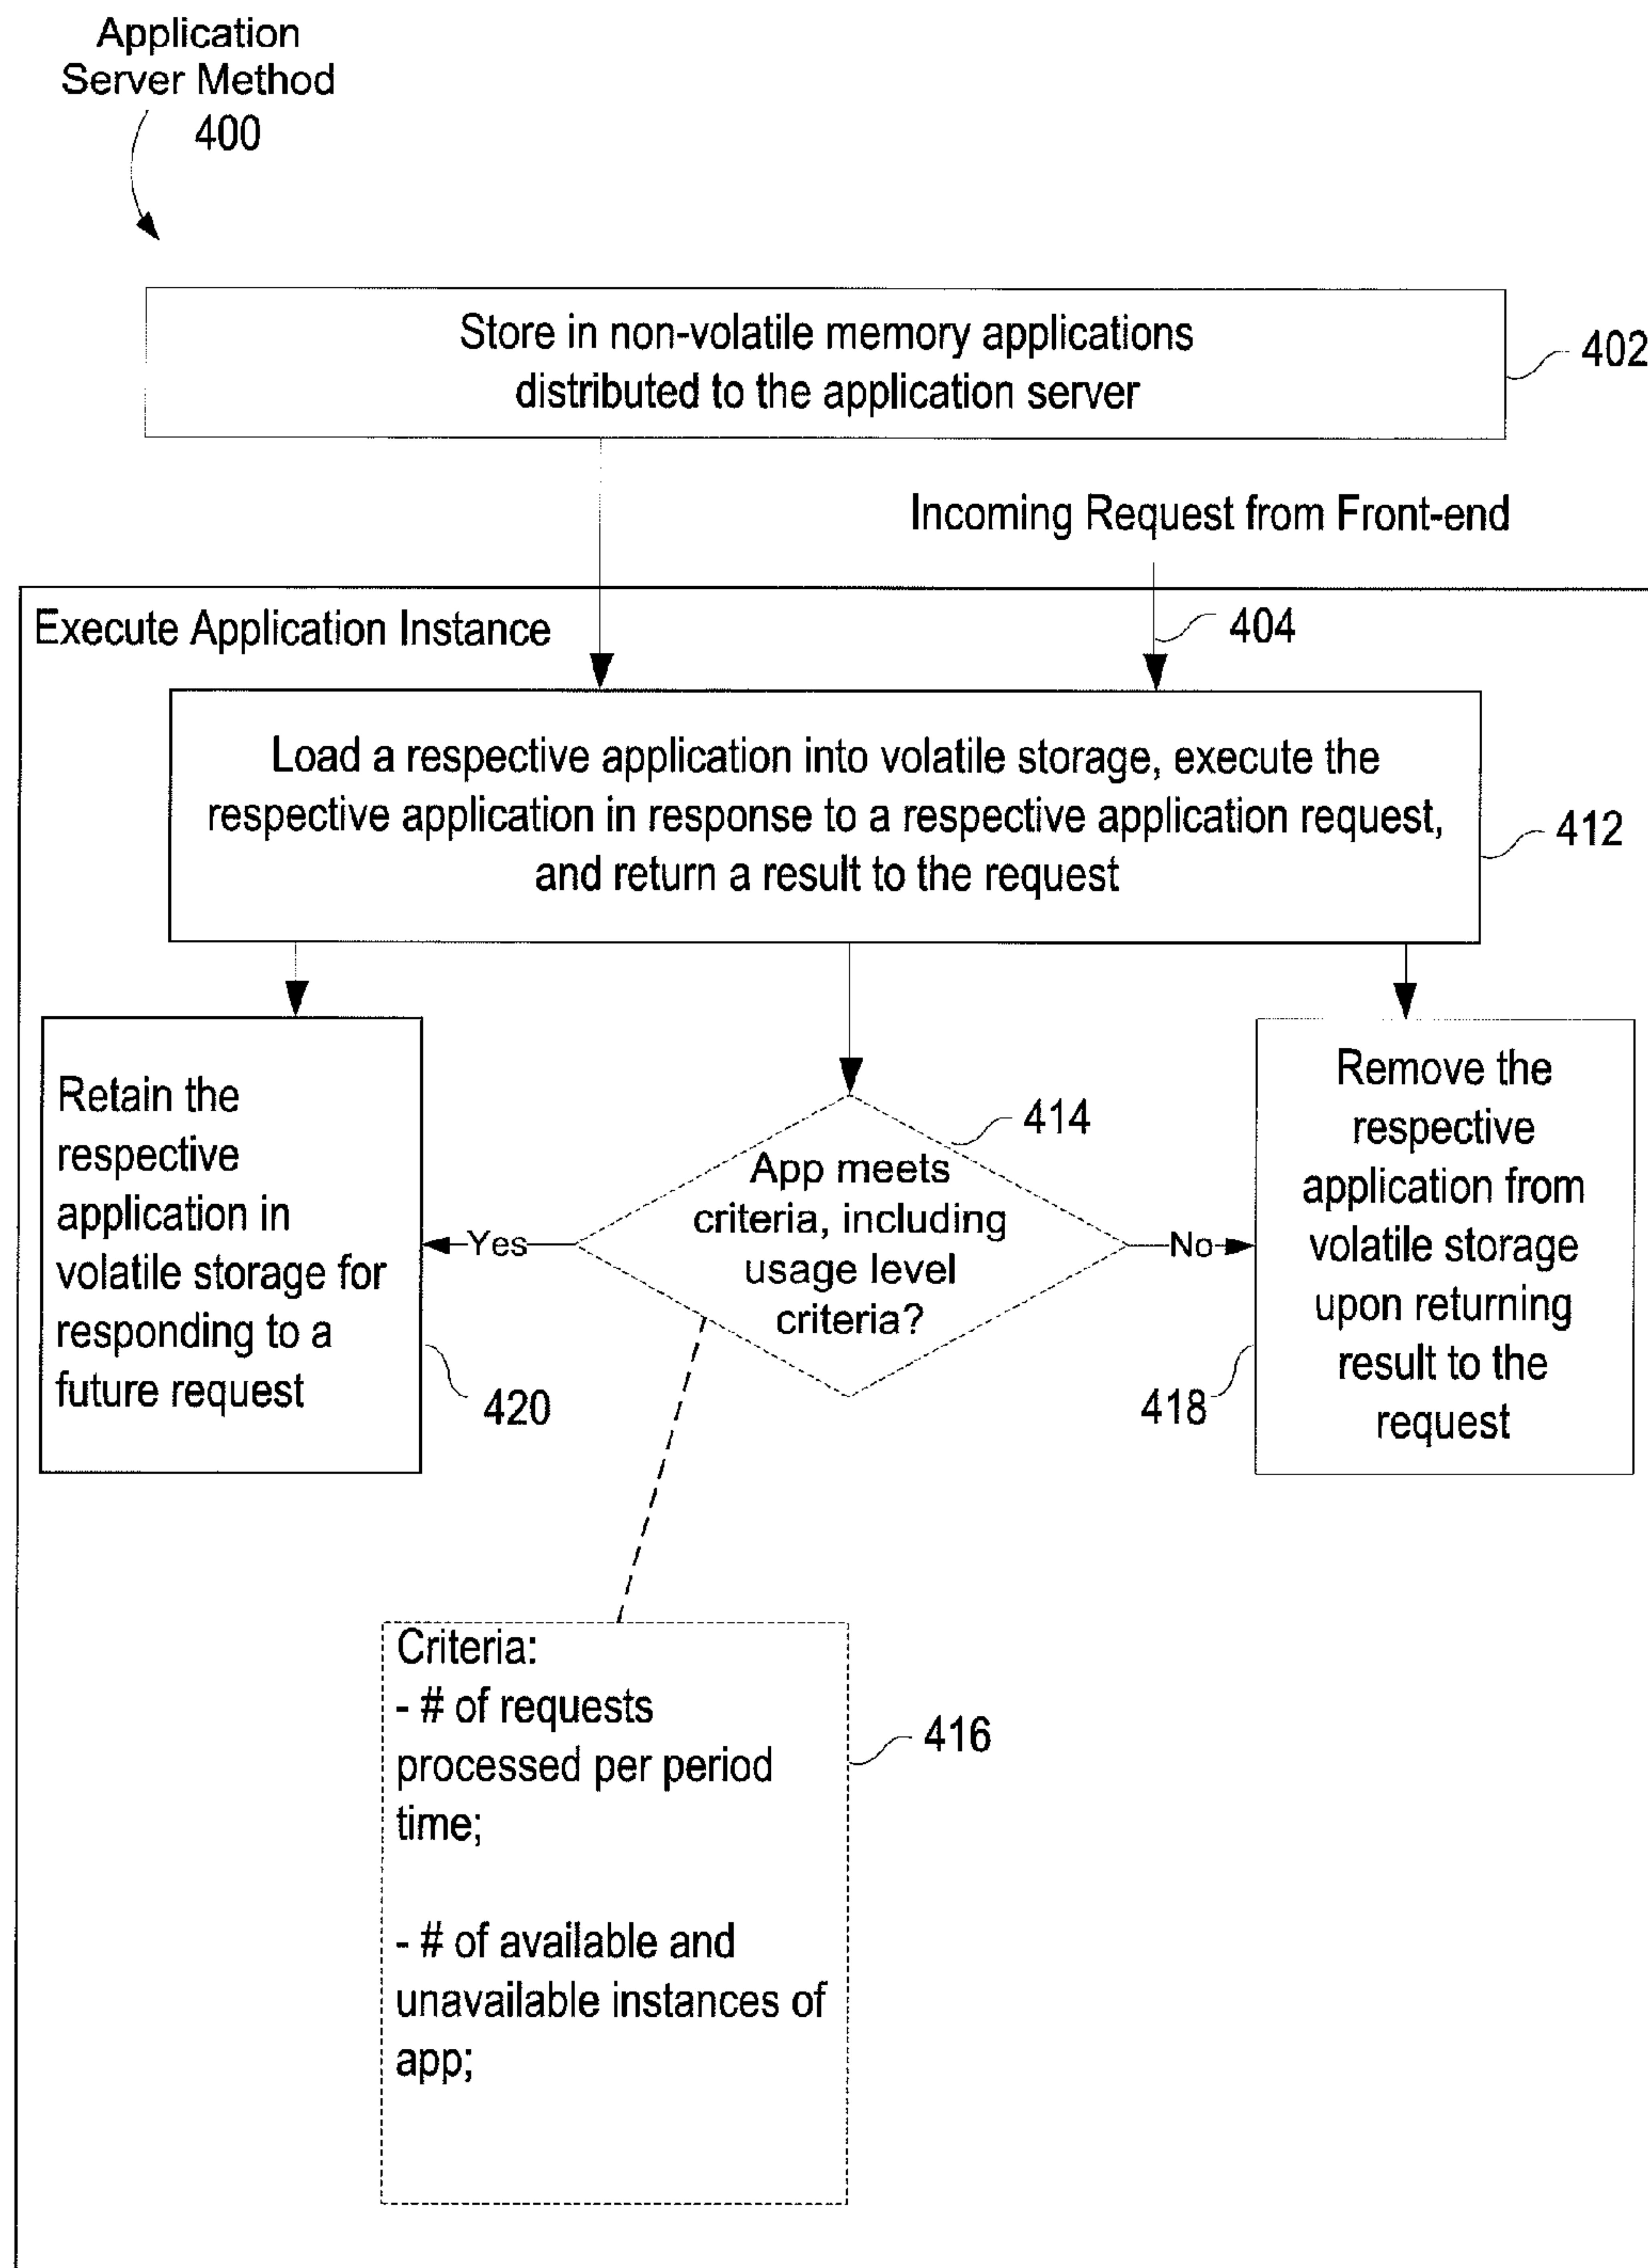 Application
Server Method
400
Store in non-volatile memory applications
distributed to the application server
402
Incoming Request from Front-end
Execute Application Instance
404
Load a respective application into volatile storage, execute the
respective application in response to a respective application request,
and return a result to the request
412
Retain the
respective
application in
volatile storage for
responding to a
future request
420
Yes
414
App meets
criteria, including
usage level
criteria?
No
Remove the
respective
application from
volatile storage
upon returning
result to the
request
418
Criteria:
- # of requests
processed per period
time;
- # of available and
unavailable instances of
app;
416